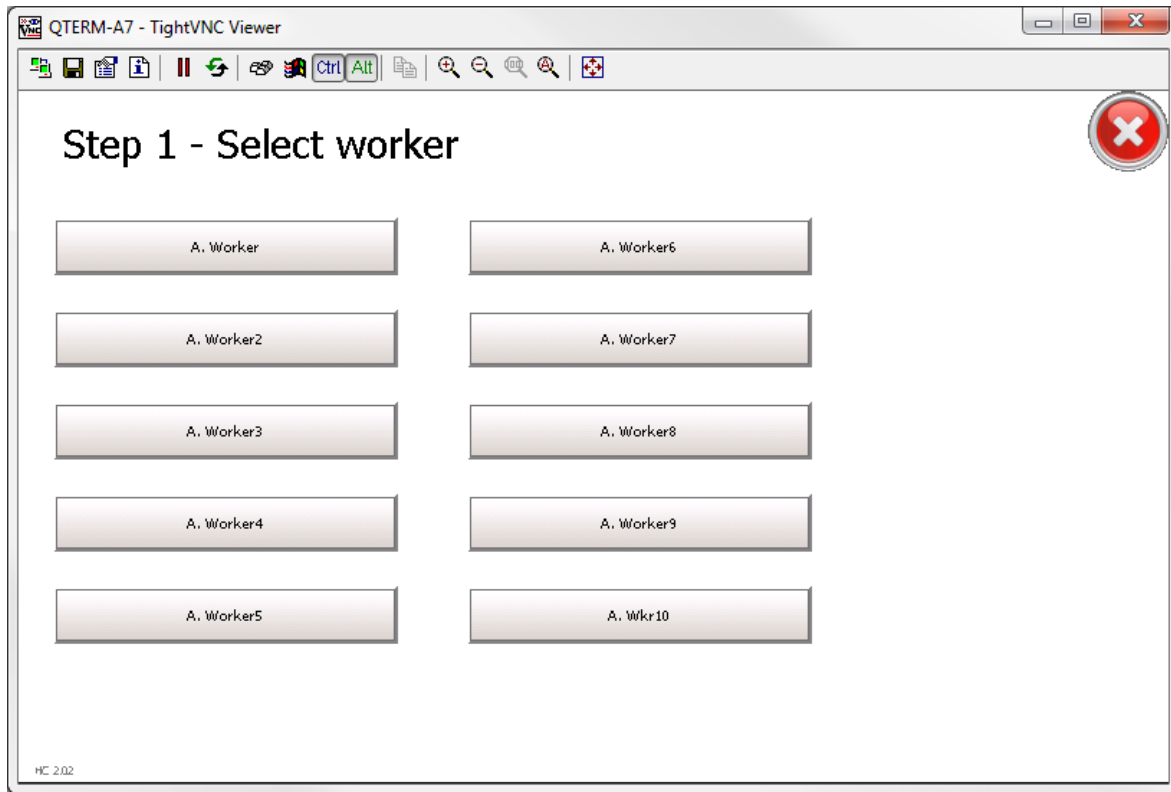 QTERM-A7 - TightVNC Viewer
Ctrl Alt
Step 1 - Select worker
A. Worker
A. Worker6
A. Worker2
A. Worker7
A. Worker3
A. Worker8
A. Worker4
A. Worker9
A. Worker5
A. Wkr10
HC 2.02